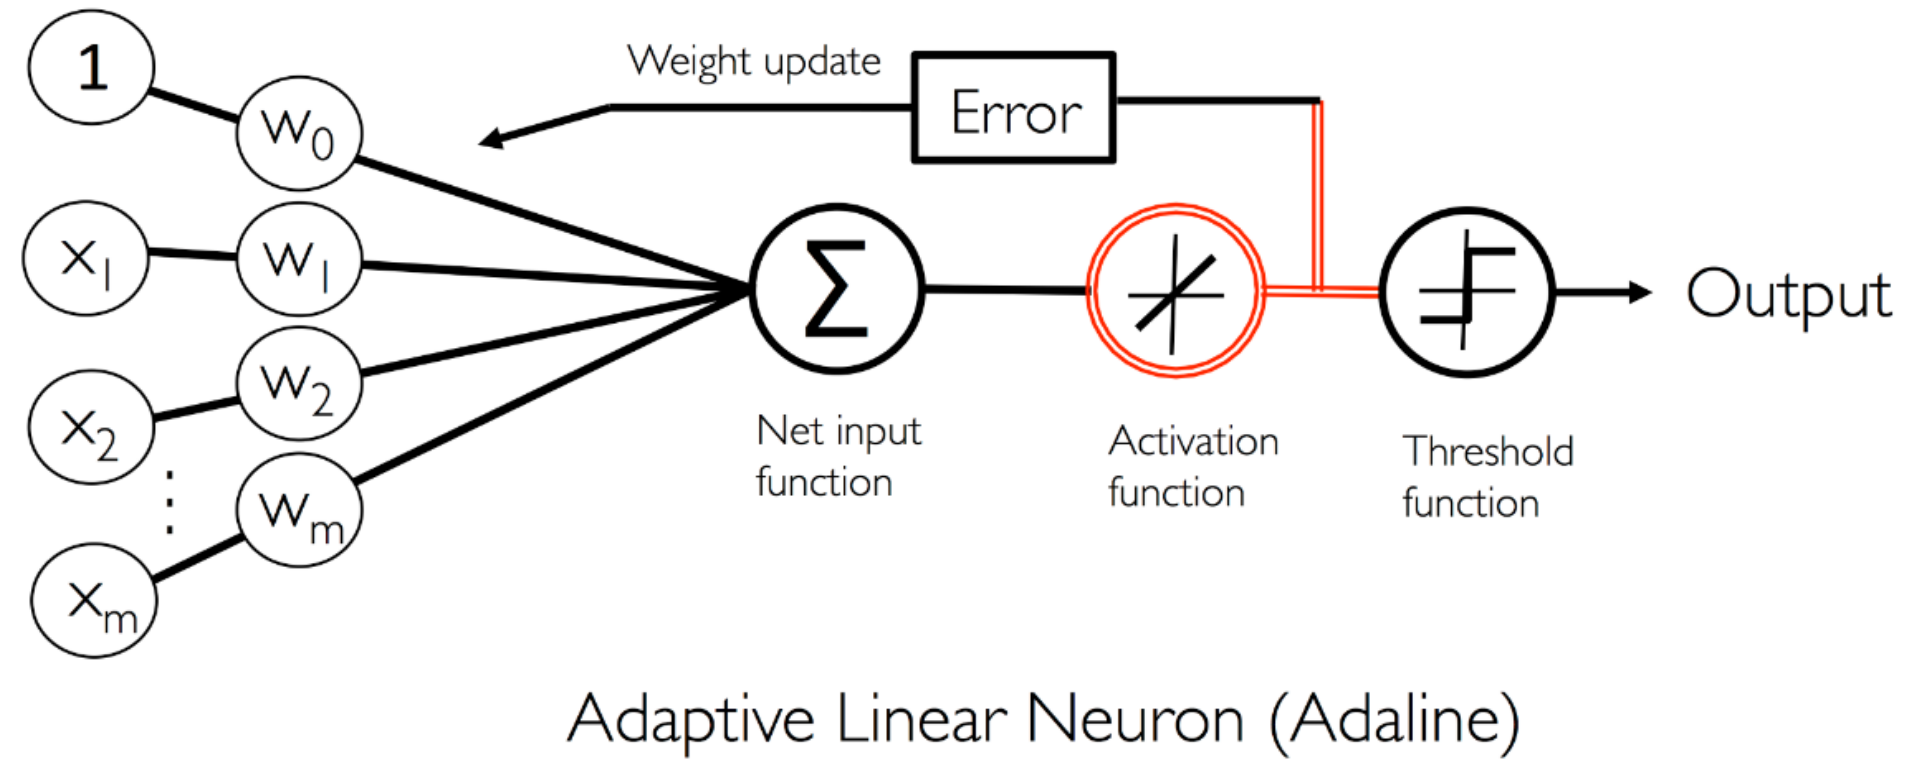 1
w0
Weight update
Error
x1
w1
Σ
Output
x2
w2
Net input
function
Activation
function
Threshold
function
⋮
wm
xm
Adaptive Linear Neuron (Adaline)